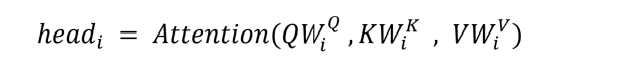 headᵢ = Attention(QWᵢ^Q , KWᵢ^K , VWᵢ^V)